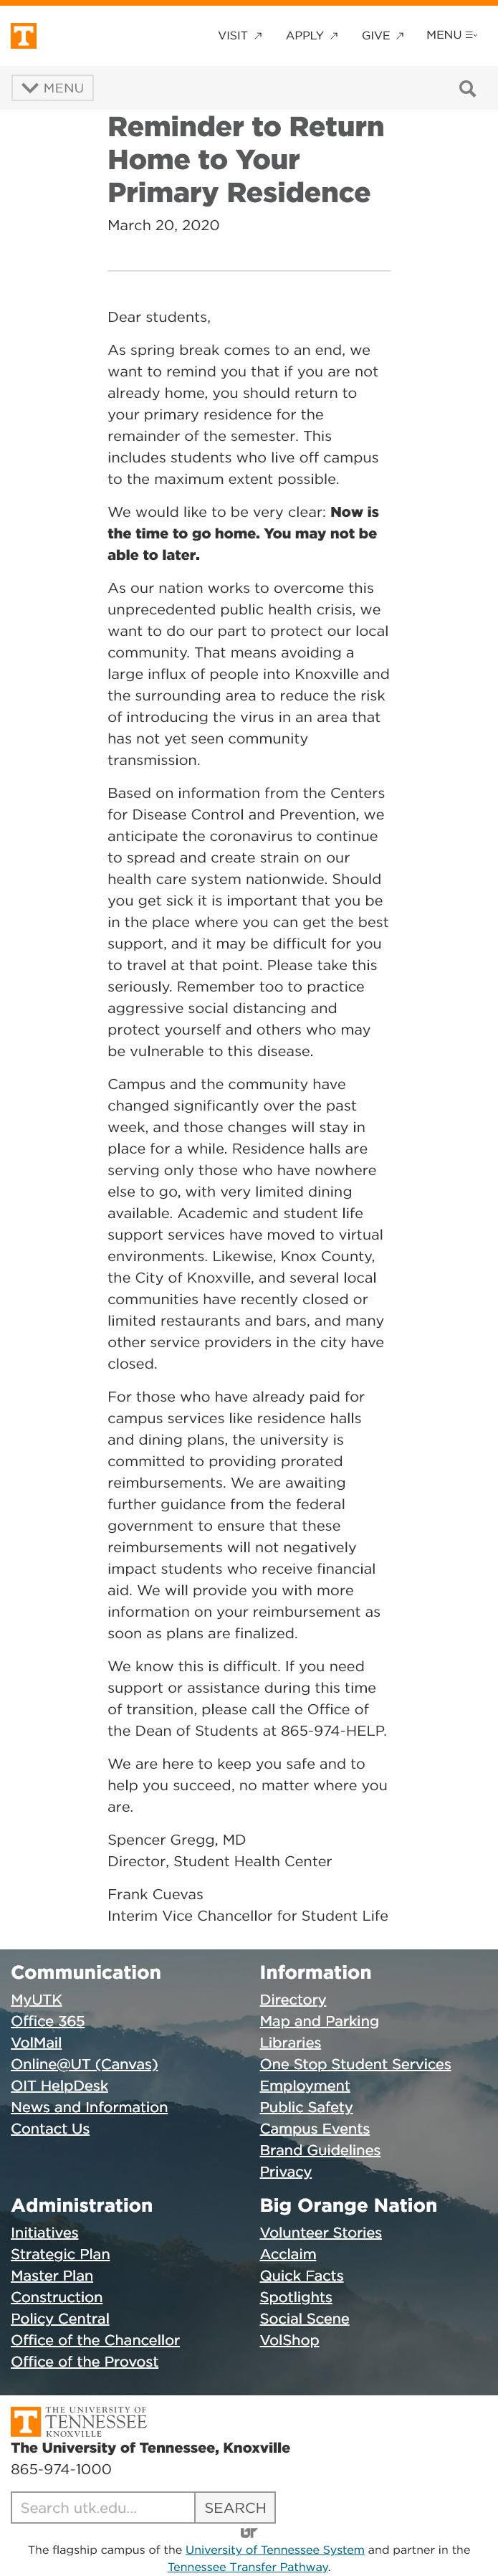 T
VISIT ↗ APPLY ↗ GIVE ↗ MENU
MENU
Reminder to Return
Home to Your
Primary Residence
March 20, 2020
Dear students,
As spring break comes to an end, we
want to remind you that if you are not
already home, you should return to
your primary residence for the
remainder of the semester. This
includes students who live off campus
to the maximum extent possible.
We would like to be very clear: Now is
the time to go home. You may not be
able to later.
As our nation works to overcome this
unprecedented public health crisis, we
want to do our part to protect our local
community. That means avoiding a
large influx of people into Knoxville and
the surrounding area to reduce the risk
of introducing the virus in an area that
has not yet seen community
transmission.
Based on information from the Centers
for Disease Control and Prevention, we
anticipate the coronavirus to continue
to spread and create strain on our
health care system nationwide. Should
you get sick it is important that you be
in the place where you can get the best
support, and it may be difficult for you
to travel at that point. Please take this
seriously. Remember too to practice
aggressive social distancing and
protect yourself and others who may
be vulnerable to this disease.
Campus and the community have
changed significantly over the past
week, and those changes will stay in
place for a while. Residence halls are
serving only those who have nowhere
else to go, with very limited dining
available. Academic and student life
support services have moved to virtual
environments. Likewise, Knox County,
the City of Knoxville, and several local
communities have recently closed or
limited restaurants and bars, and many
other service providers in the city have
closed.
For those who have already paid for
campus services like residence halls
and dining plans, the university is
committed to providing prorated
reimbursements. We are awaiting
further guidance from the federal
government to ensure that these
reimbursements will not negatively
impact students who receive financial
aid. We will provide you with more
information on your reimbursement as
soon as plans are finalized.
We know this is difficult. If you need
support or assistance during this time
of transition, please call the Office of
the Dean of Students at 865-974-HELP.
We are here to keep you safe and to
help you succeed, no matter where you
are.
Spencer Gregg, MD
Director, Student Health Center
Frank Cuevas
Interim Vice Chancellor for Student Life
Communication
MyUTK
Office 365
VolMail
Online@UT (Canvas)
OIT HelpDesk
News and Information
Contact Us
Information
Directory
Map and Parking
Libraries
One Stop Student Services
Employment
Public Safety
Campus Events
Brand Guidelines
Privacy
Administration
Initiatives
Strategic Plan
Master Plan
Construction
Policy Central
Office of the Chancellor
Office of the Provost
Big Orange Nation
Volunteer Stories
Acclaim
Quick Facts
Spotlights
Social Scene
VolShop
T
THE UNIVERSITY OF
TENNESSEE
KNOXVILLE
The University of Tennessee, Knoxville
865-974-1000
Search utk.edu... SEARCH
UT
The flagship campus of the University of Tennessee System and partner in the
Tennessee Transfer Pathway.